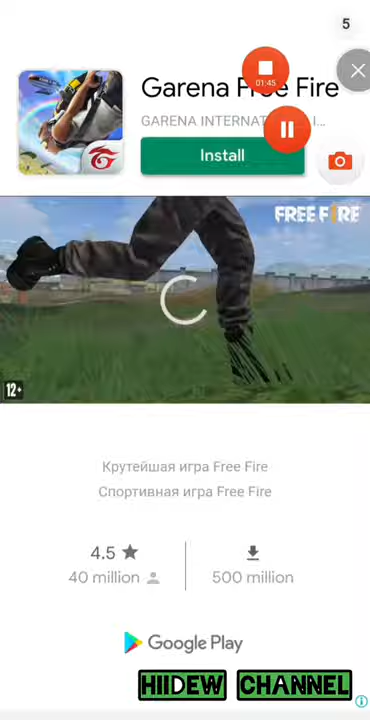 5
Garena Free Fire
01:45
GARENA INTERNAT
Install
FREE FIRE
12+
Крутейшая игра Free Fire
Спортивная игра Free Fire
4.5
40 million
500 million
Google Play
HIIDEW CHANNEL